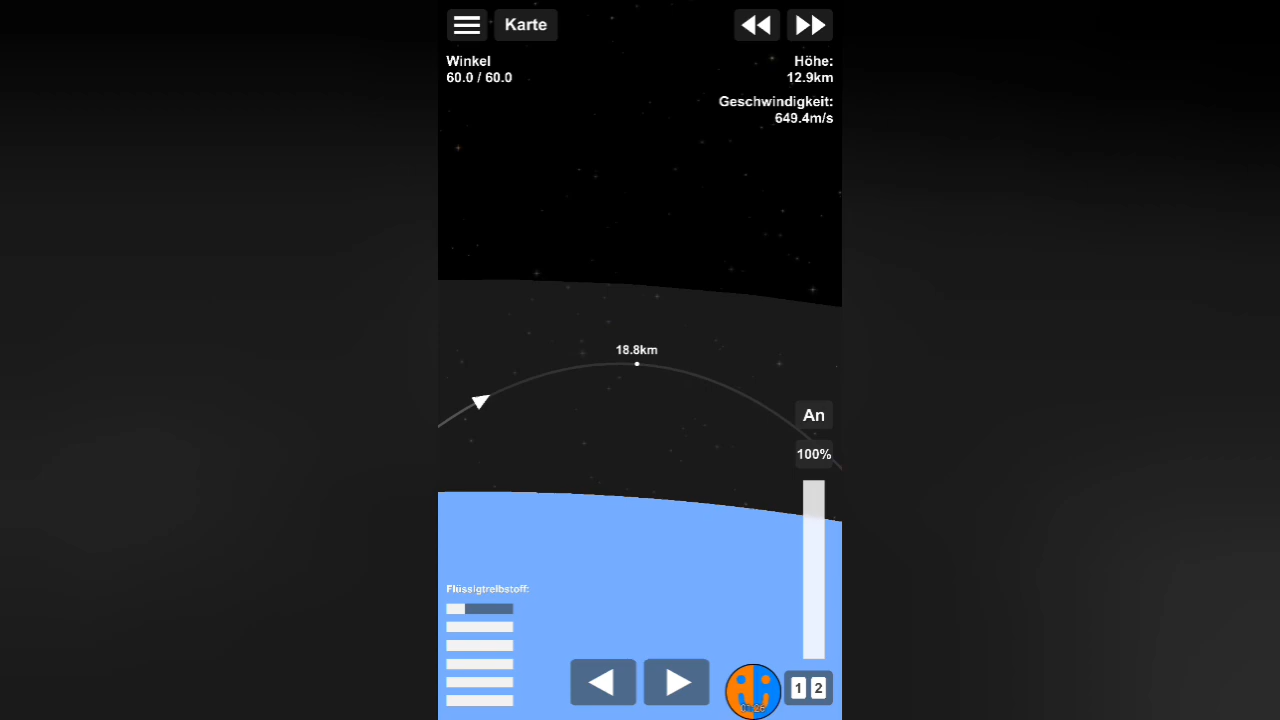 Karte
Winkel
60.0 / 60.0
Höhe:
12.9km
Geschwindigkeit:
649.4m/s
18.8km
An
100%
Flüssigtreibstoff:
1 2